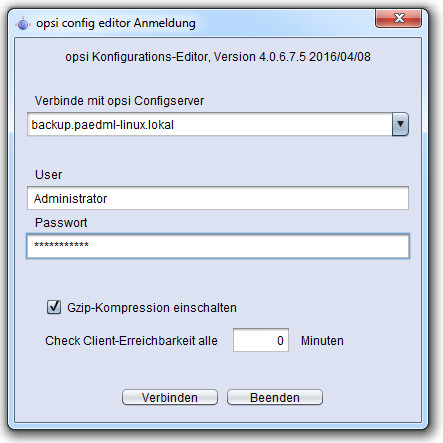 opsi config editor Anmeldung
opsi Konfigurations-Editor, Version 4.0.6.7.5 2016/04/08
Verbinde mit opsi Configserver
backup.paedml-linux.lokal
User
Administrator
Passwort
***********
Gzip-Kompression einschalten
Check Client-Erreichbarkeit alle 0 Minuten
Verbinden Beenden